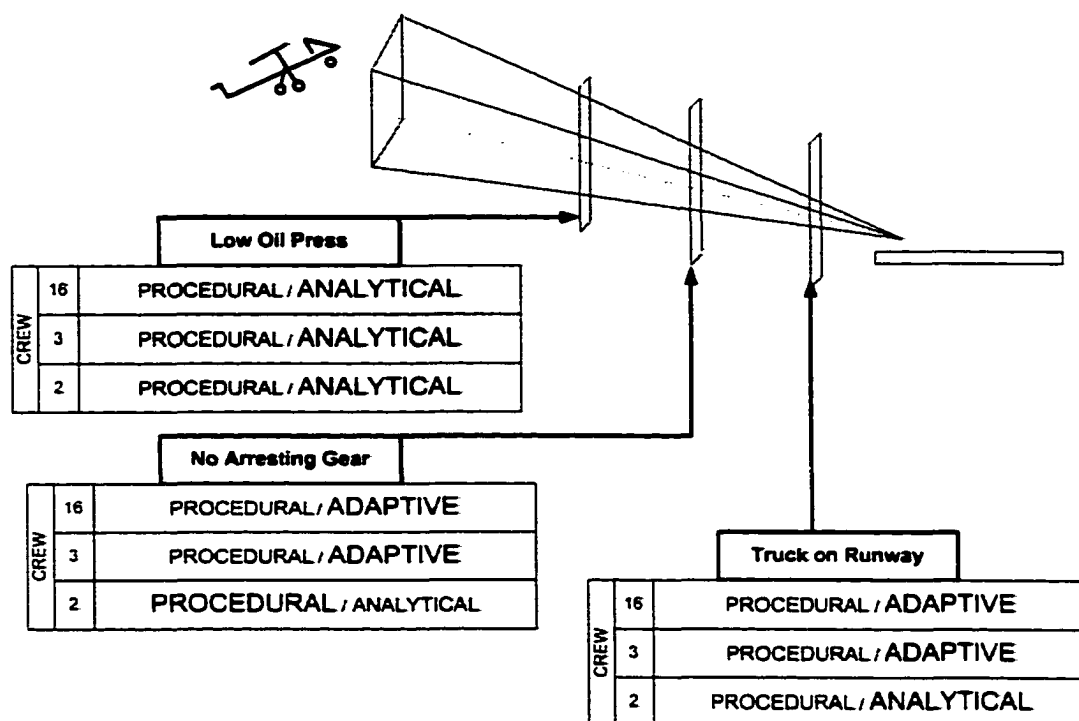 Low Oil Press
CREW
16 PROCEDURAL / ANALYTICAL
3 PROCEDURAL / ANALYTICAL
2 PROCEDURAL / ANALYTICAL
No Arresting Gear
CREW
16 PROCEDURAL / ADAPTIVE
3 PROCEDURAL / ADAPTIVE
2 PROCEDURAL / ANALYTICAL
Truck on Runway
CREW
16 PROCEDURAL / ADAPTIVE
3 PROCEDURAL / ADAPTIVE
2 PROCEDURAL / ANALYTICAL